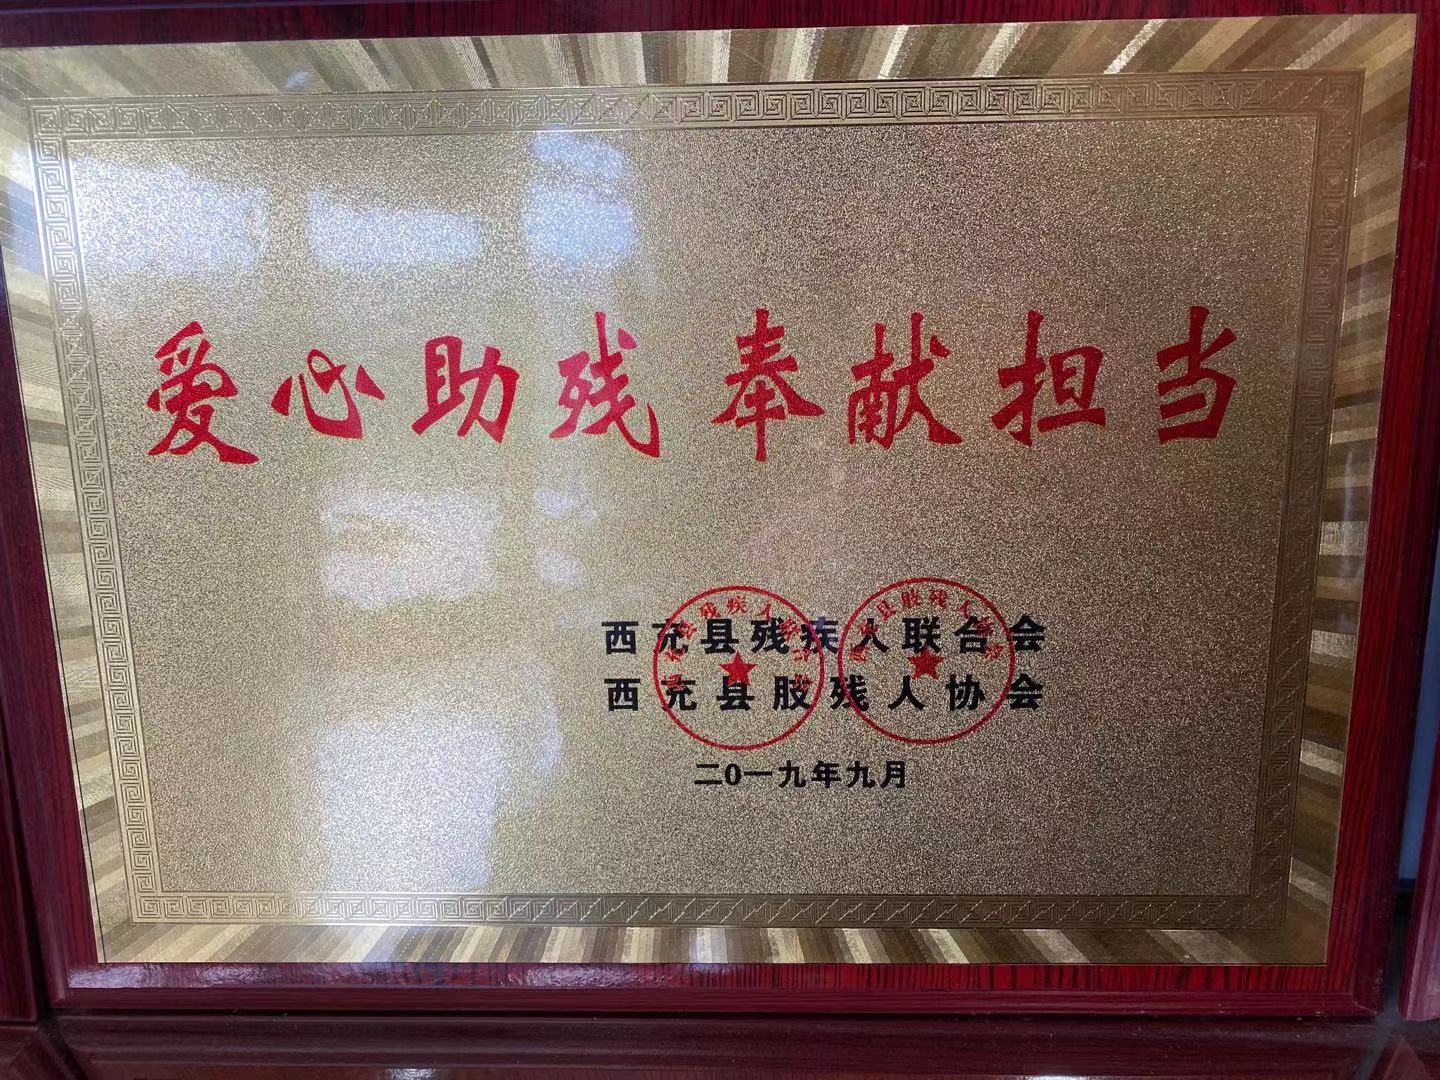 爱心助残 奉献担当
西充县残疾人联合会
西充县肢残人协会
二0一九年九月